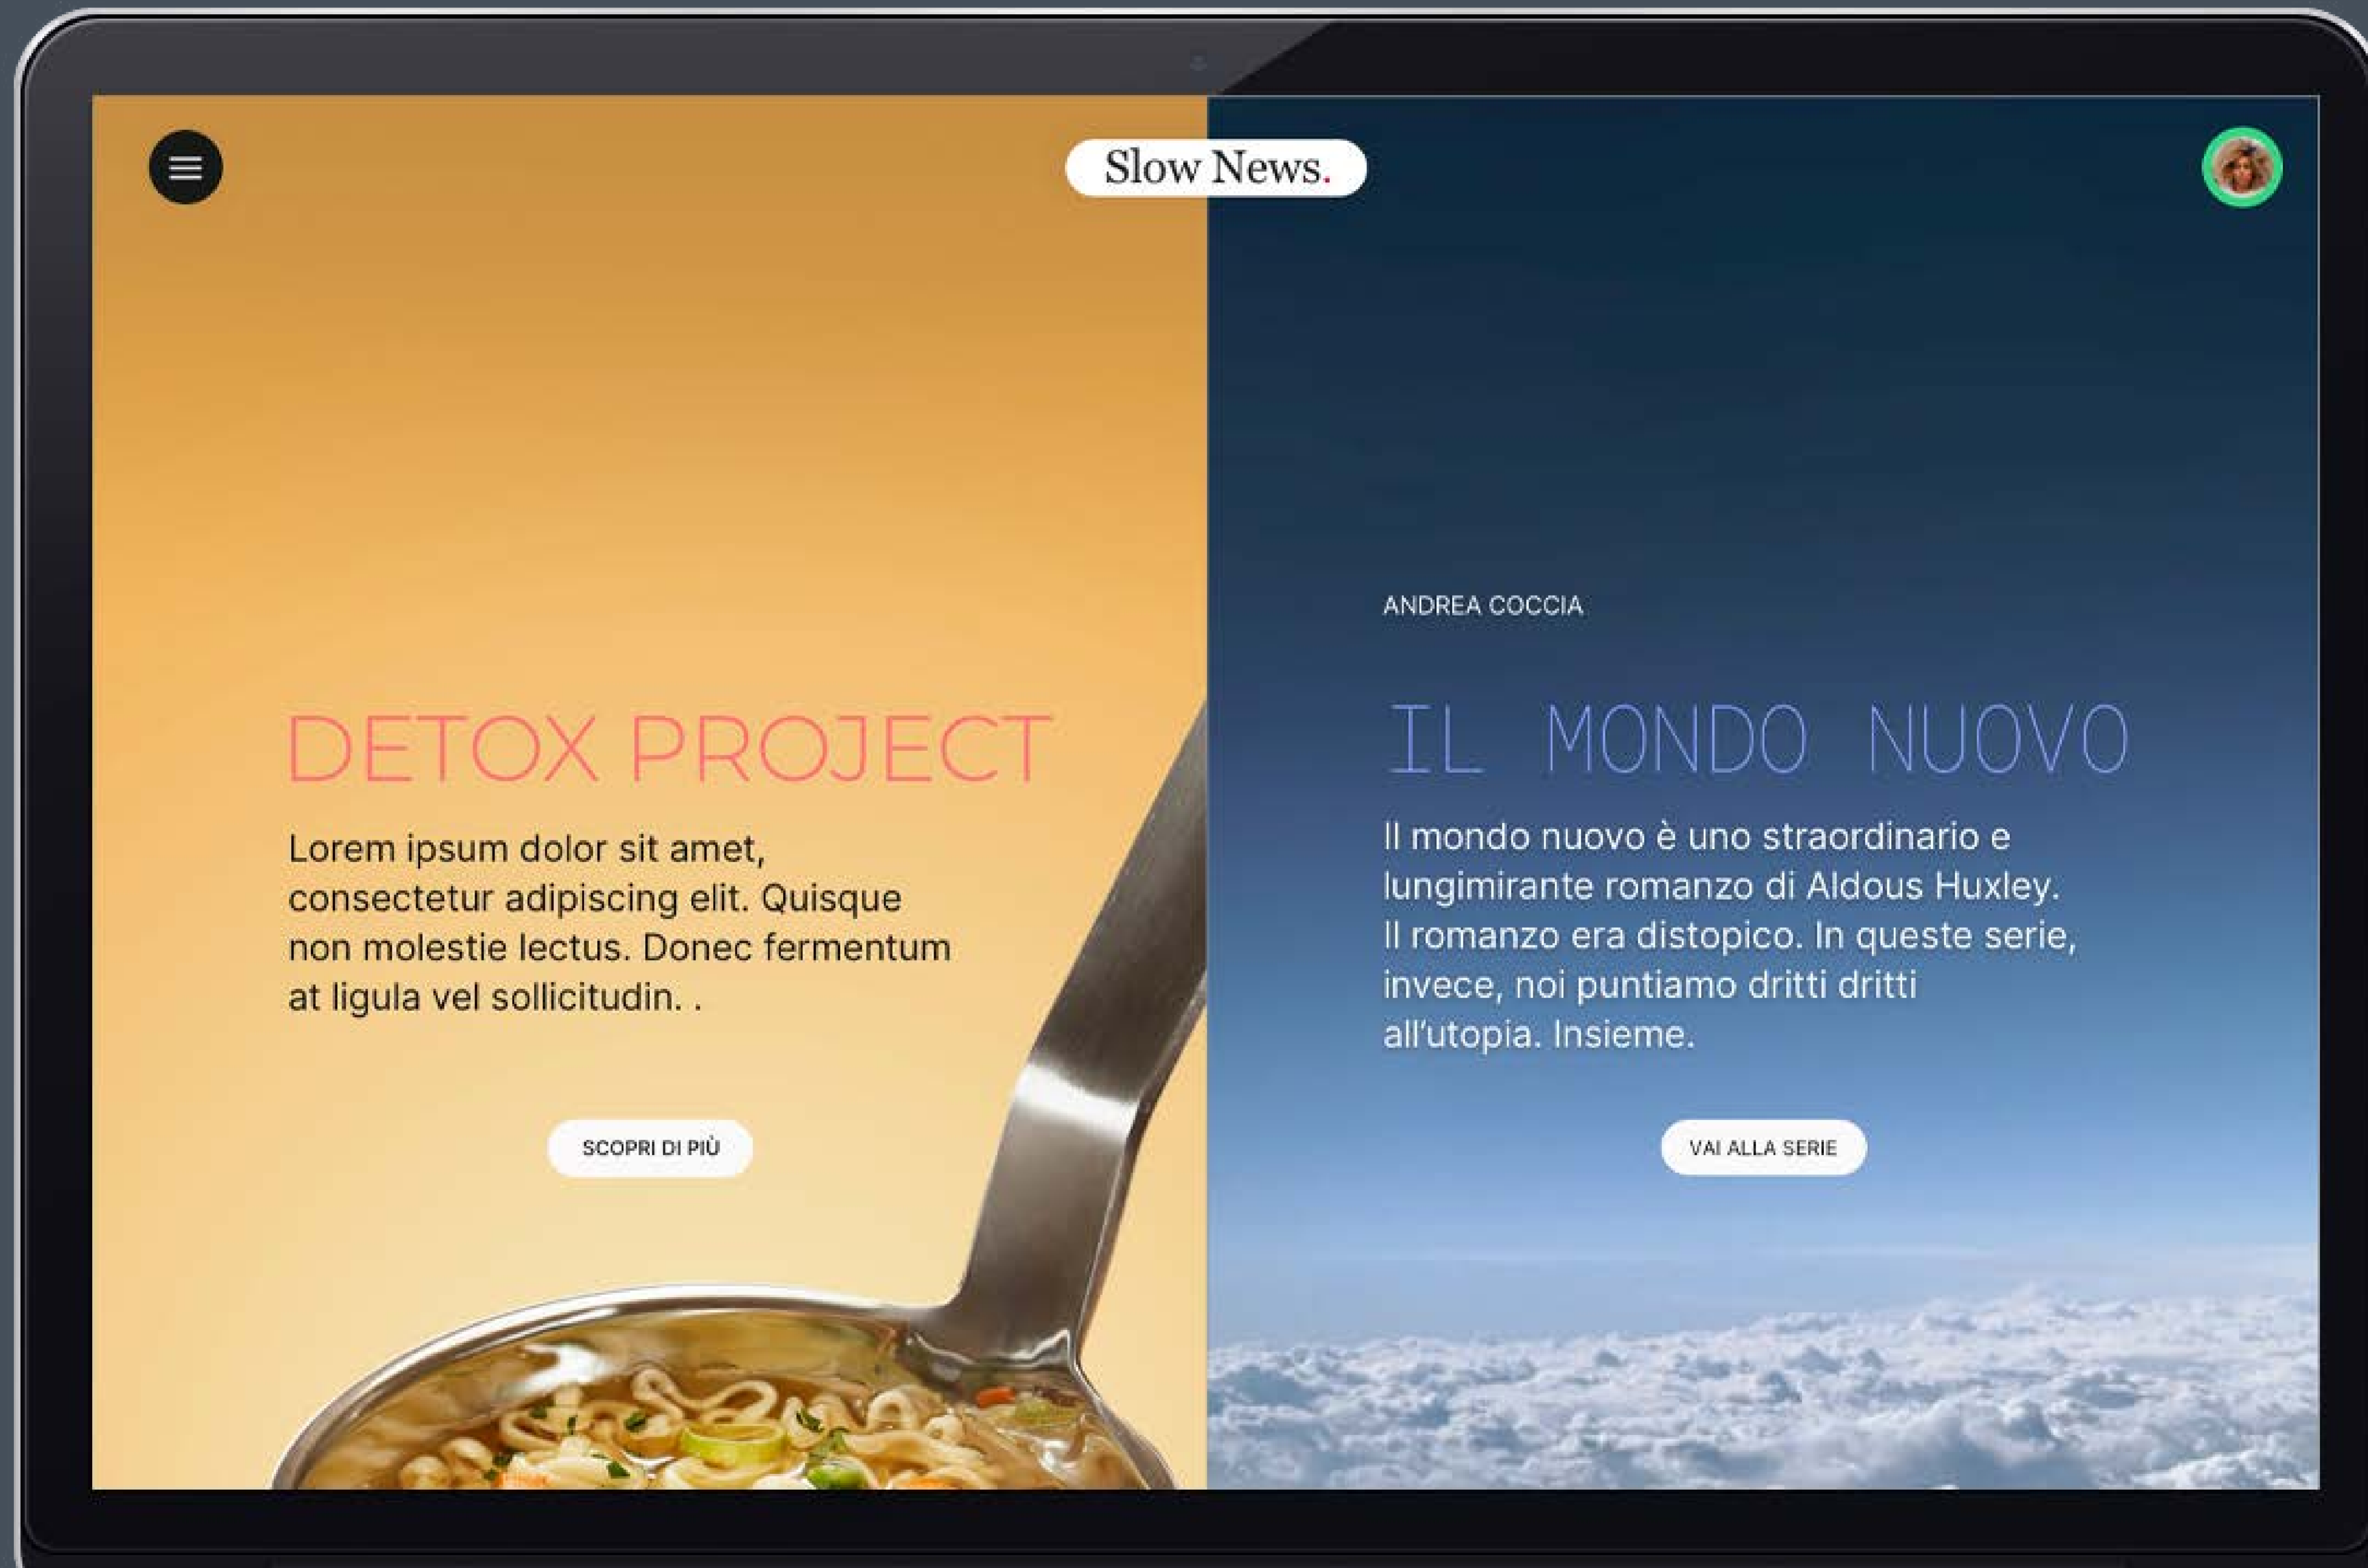 Slow News.
DETOX PROJECT
Lorem ipsum dolor sit amet,
consectetur adipiscing elit. Quisque
non molestie lectus. Donec fermentum
at ligula vel sollicitudin. .
SCOPRI DI PIÙ
ANDREA COCCIA
IL MONDO NUOVO
Il mondo nuovo è uno straordinario e
lungimirante romanzo di Aldous Huxley.
Il romanzo era distopico. In queste serie,
invece, noi puntiamo dritti dritti
all'utopia. Insieme.
VAI ALLA SERIE